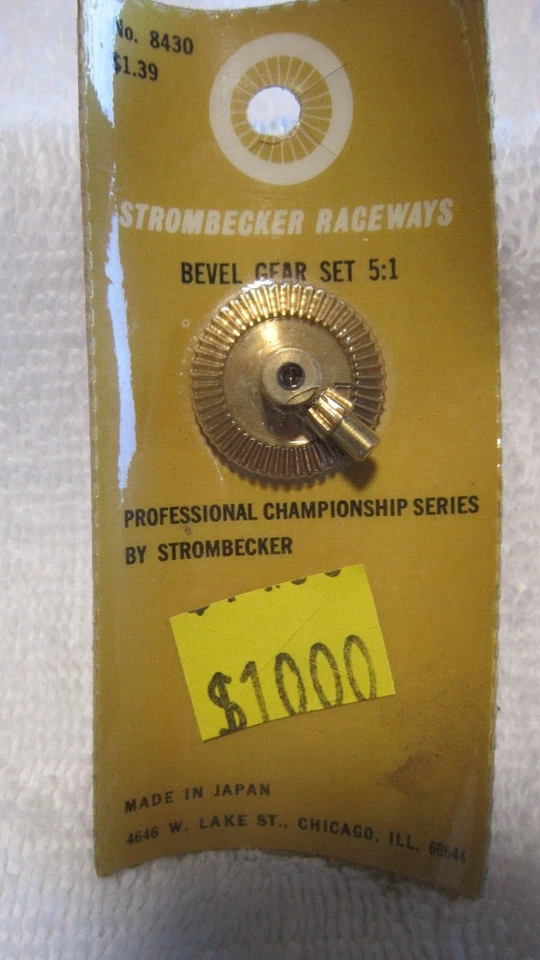 No. 8430
$1.39
STROMBECKER RACEWAYS
BEVEL GEAR SET 5:1
PROFESSIONAL CHAMPIONSHIP SERIES
BY STROMBECKER
$1000
MADE IN JAPAN
4646 W. LAKE ST., CHICAGO, ILL. 60644